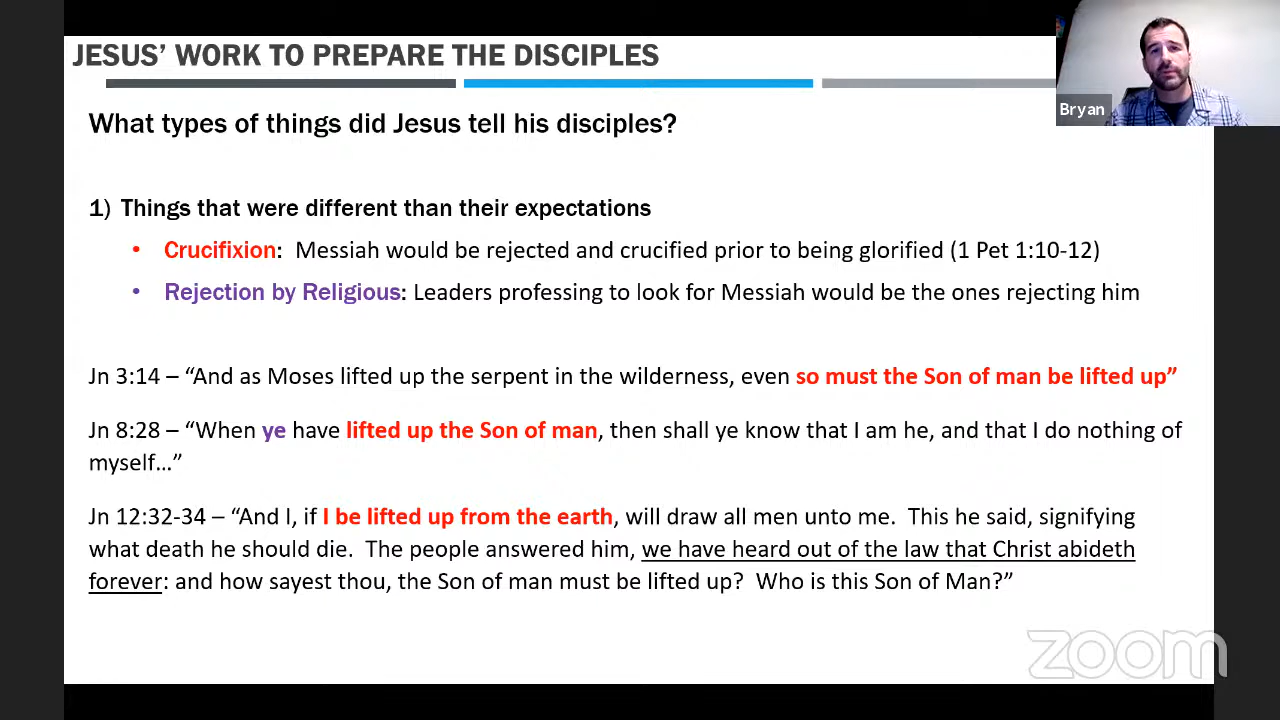 JESUS' WORK TO PREPARE THE DISCIPLES
Bryan
What types of things did Jesus tell his disciples?
1) Things that were different than their expectations
• Crucifixion: Messiah would be rejected and crucified prior to being glorified (1 Pet 1:10-12)
• Rejection by Religious: Leaders professing to look for Messiah would be the ones rejecting him
Jn 3:14 – “And as Moses lifted up the serpent in the wilderness, even so must the Son of man be lifted up”
Jn 8:28 – “When ye have lifted up the Son of man, then shall ye know that I am he, and that I do nothing of
myself…”
Jn 12:32-34 – “And I, if I be lifted up from the earth, will draw all men unto me. This he said, signifying
what death he should die. The people answered him, we have heard out of the law that Christ abideth
forever: and how sayest thou, the Son of man must be lifted up? Who is this Son of Man?”
zoom